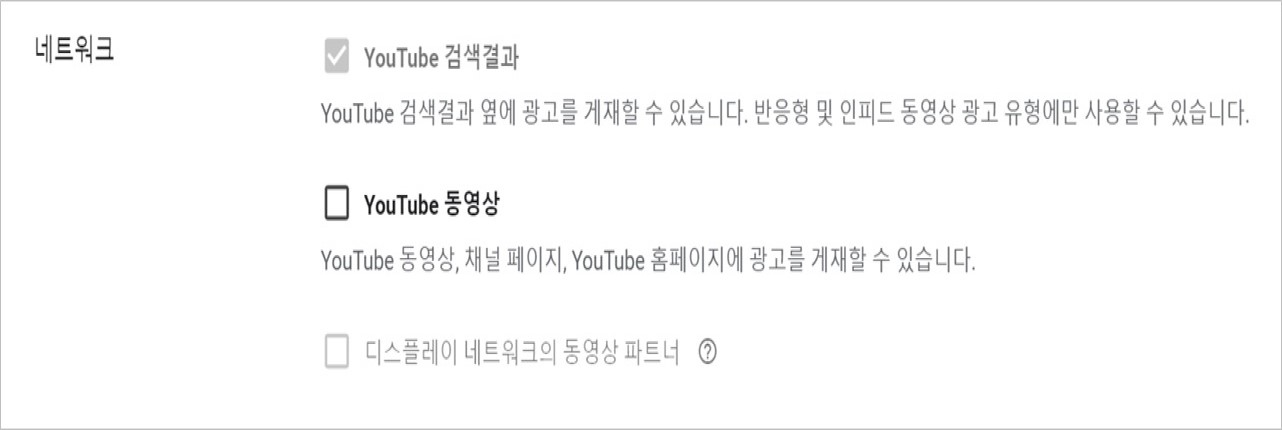 네트워크
YouTube 검색결과
YouTube 검색결과 옆에 광고를 게재할 수 있습니다. 반응형 및 인피드 동영상 광고 유형에만 사용할 수 있습니다.
YouTube 동영상
YouTube 동영상, 채널 페이지, YouTube 홈페이지에 광고를 게재할 수 있습니다.
디스플레이 네트워크의 동영상 파트너 ?